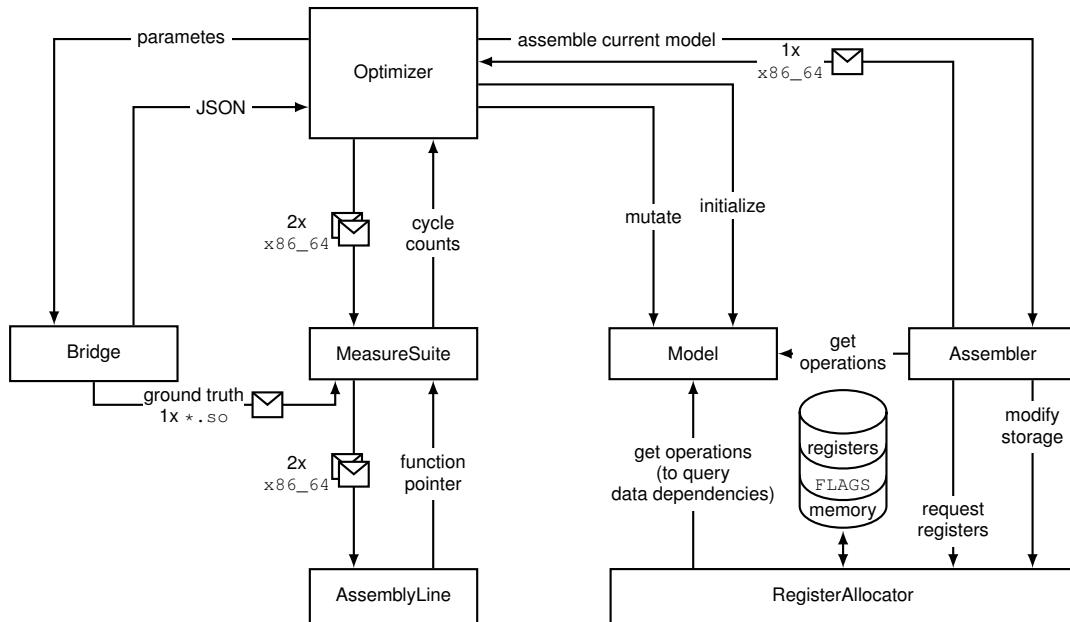 parametes
assemble current model
1x
x86_64
Optimizer
JSON
2x
x86_64
cycle
counts
mutate
initialize
Bridge
MeasureSuite
Model
get
operations
Assembler
ground truth
1x *.so
2x
x86_64
function
pointer
get operations
(to query
data dependencies)
registers
FLAGS
memory
request
registers
modify
storage
AssemblyLine
RegisterAllocator